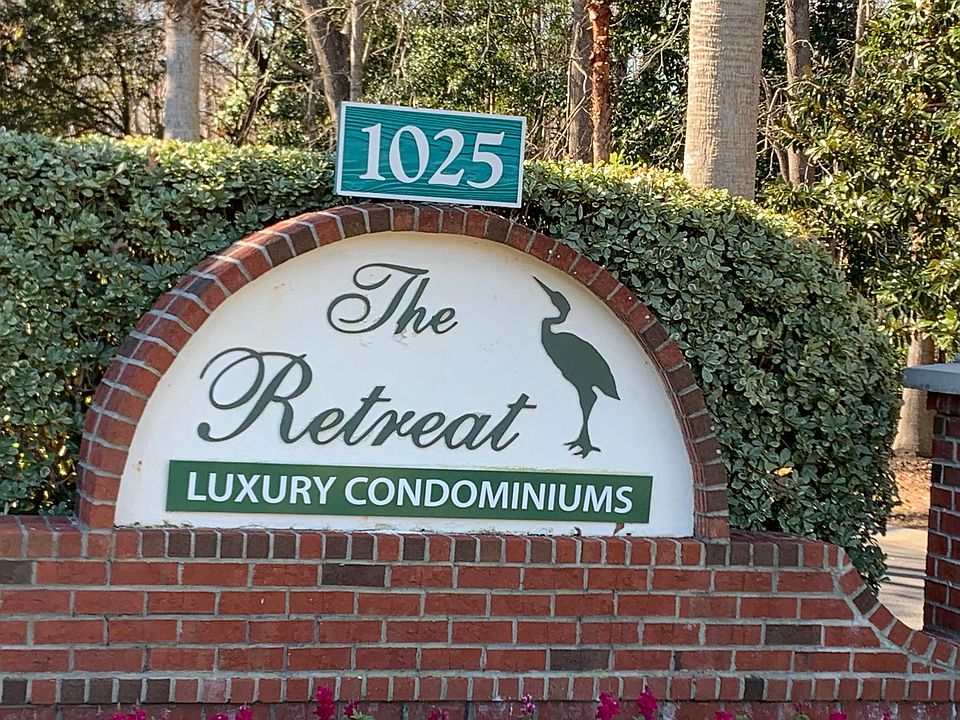 1025
The
Retreat
LUXURY CONDOMINIUMS